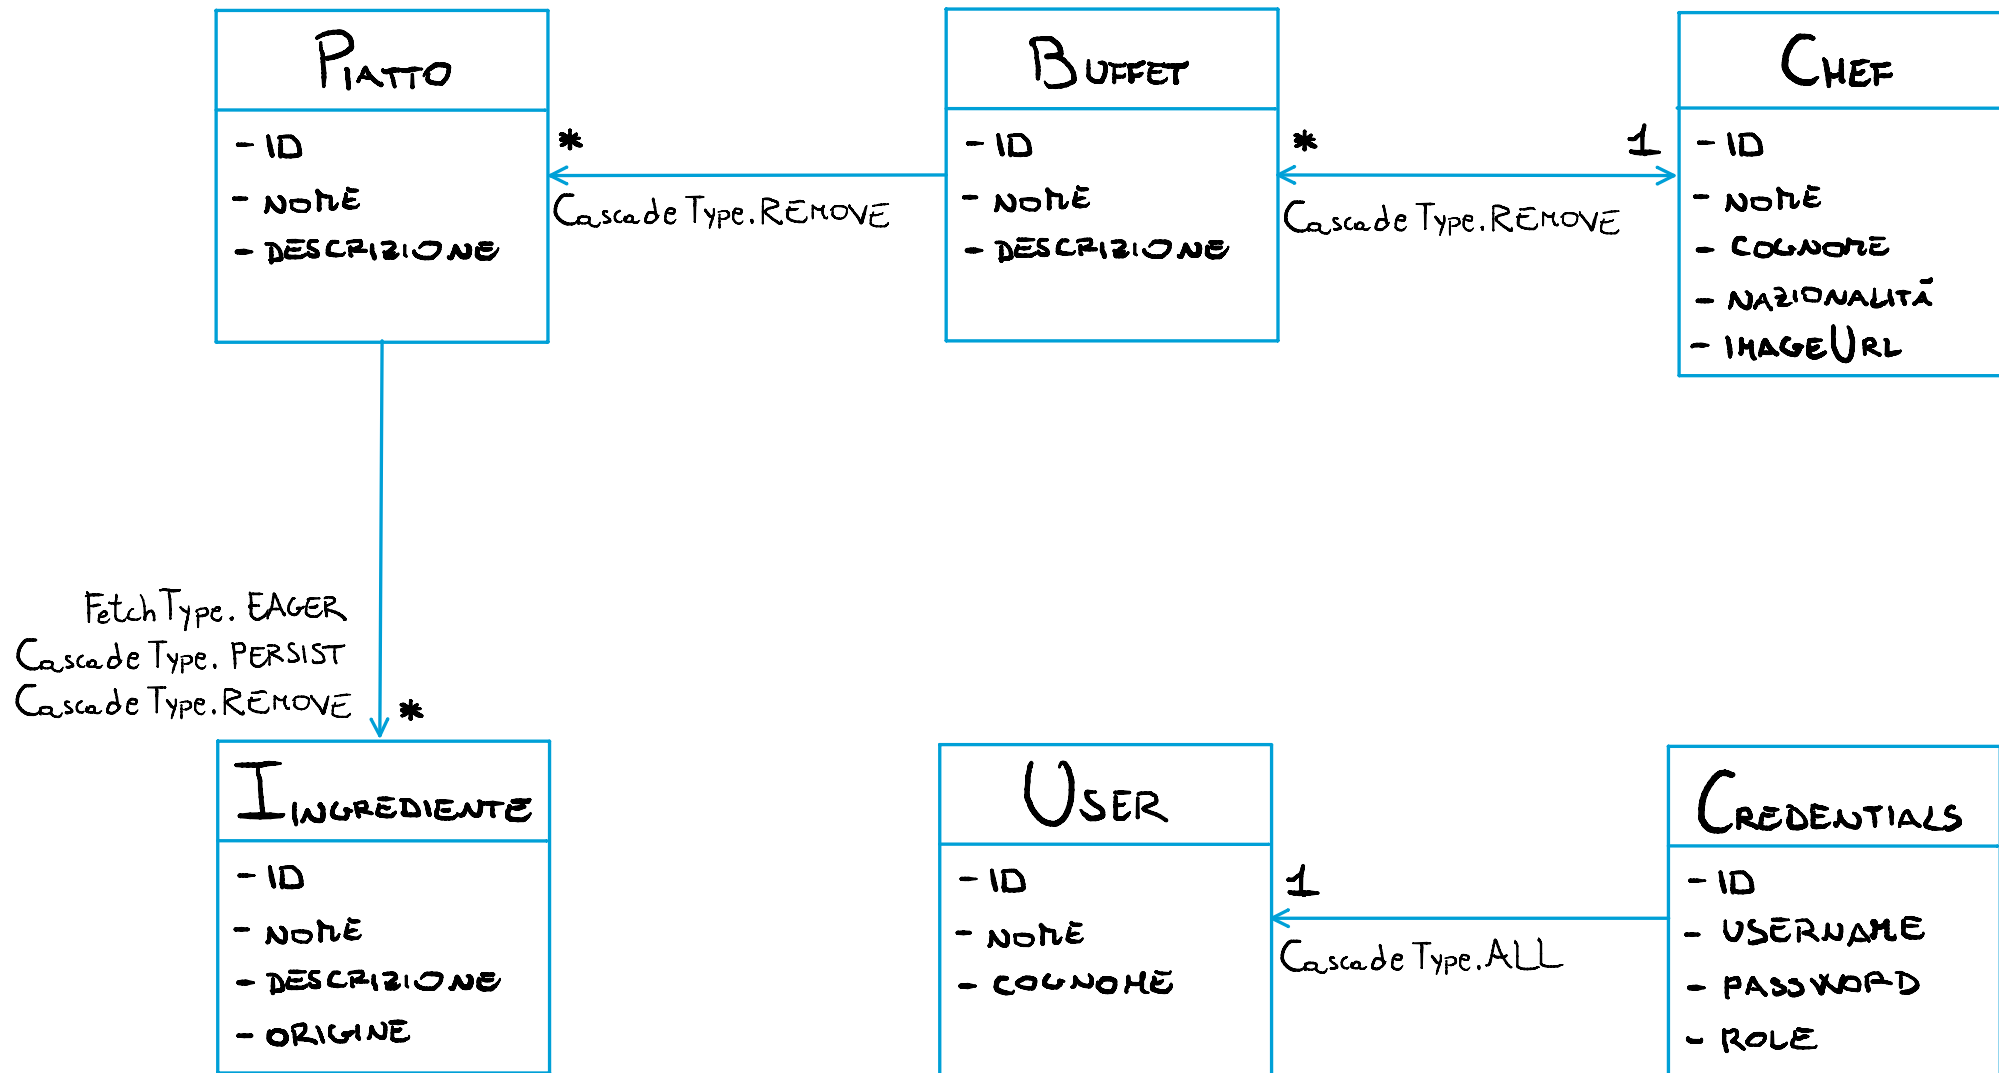 PIATTO
- ID
- NOME
- DESCRIZIONE
*
CascadeType.REMOVE
BUFFET
- ID
- NOME
- DESCRIZIONE
*
1
CascadeType.REMOVE
CHEF
- ID
- NOME
- COGNOME
- NAZIONALITÀ
- IMAGEURL
FetchType.EAGER
CascadeType.PERSIST
CascadeType.REMOVE
*
IINGREDIENTE
- ID
- NOME
- DESCRIZIONE
- ORIGINE
USER
- ID
- NOME
- COGNOME
1
CascadeType.ALL
CREDENTIALS
- ID
- USERNAME
- PASSWORD
- ROLE